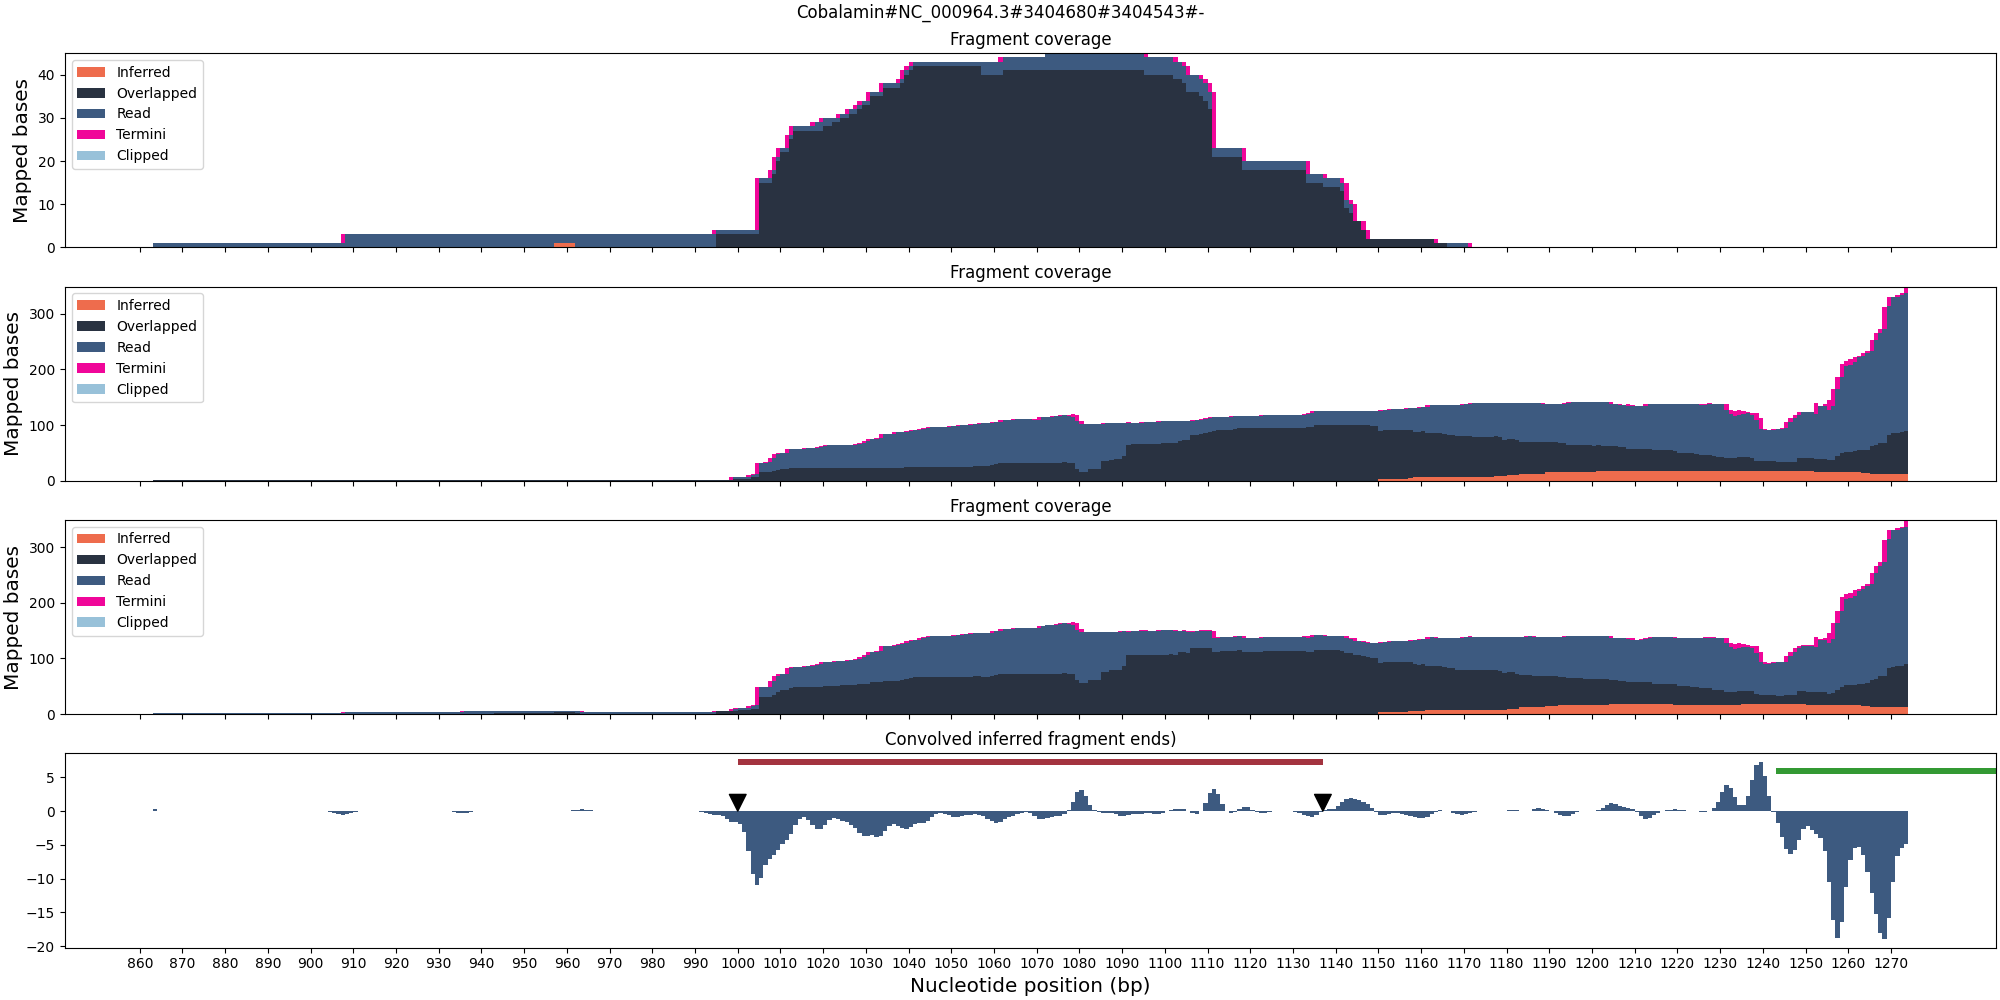 Cobalamin#NC_000964.3#3404680#3404543#-
Fragment coverage
Mapped bases
40
30
20
10
0
Inferred
Overlapped
Read
Termini
Clipped
Fragment coverage
Mapped bases
300
200
100
0
Inferred
Overlapped
Read
Termini
Clipped
Fragment coverage
Mapped bases
300
200
100
0
Inferred
Overlapped
Read
Termini
Clipped
Convolved inferred fragment ends)
5
0
−5
−10
−15
−20
860 870 880 890 900 910 920 930 940 950 960 970 980 990 1000 1010 1020 1030 1040 1050 1060 1070 1080 1090 1100 1110 1120 1130 1140 1150 1160 1170 1180 1190 1200 1210 1220 1230 1240 1250 1260 1270
Nucleotide position (bp)